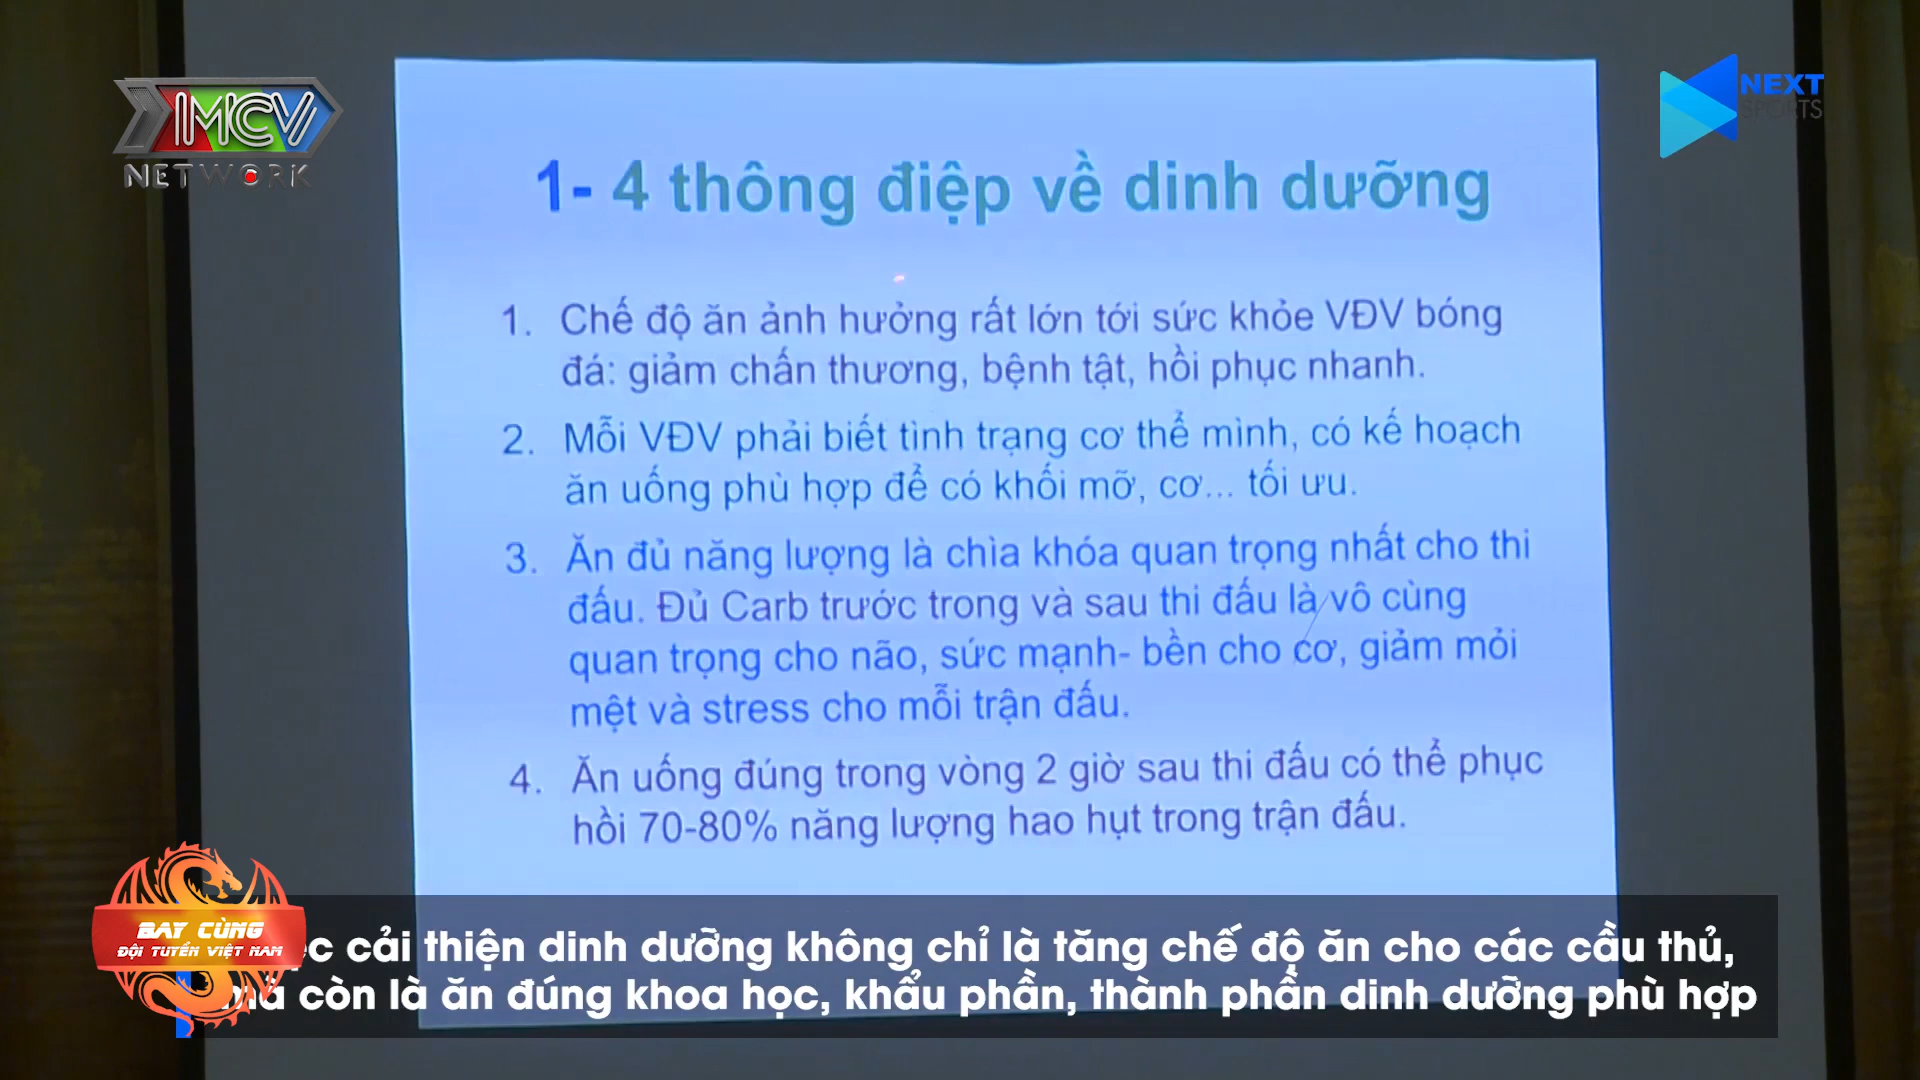 MCV
NETWORK
NEXT
SPORTS
1- 4 thông điệp về dinh dưỡng
1. Chế độ ăn ảnh hưởng rất lớn tới sức khỏe VĐV bóng
đá: giảm chấn thương, bệnh tật, hồi phục nhanh.
2. Mỗi VĐV phải biết tình trạng cơ thể mình, có kế hoạch
ăn uống phù hợp để có khối mỡ, cơ... tối ưu.
3. Ăn đủ năng lượng là chìa khóa quan trọng nhất cho thi
đấu. Đủ Carb trước trong và sau thi đấu là vô cùng
quan trọng cho não, sức mạnh- bền cho cơ, giảm mỏi
mệt và stress cho mỗi trận đấu.
4. Ăn uống đúng trong vòng 2 giờ sau thi đấu có thể phục
hồi 70-80% năng lượng hao hụt trong trận đấu.
BAY CÙNG
ĐỘI TUYỂN VIỆT NAM
cải thiện dinh dưỡng không chỉ là tăng chế độ ăn cho các cầu thủ,
mà còn là ăn đúng khoa học, khẩu phần, thành phần dinh dưỡng phù hợp